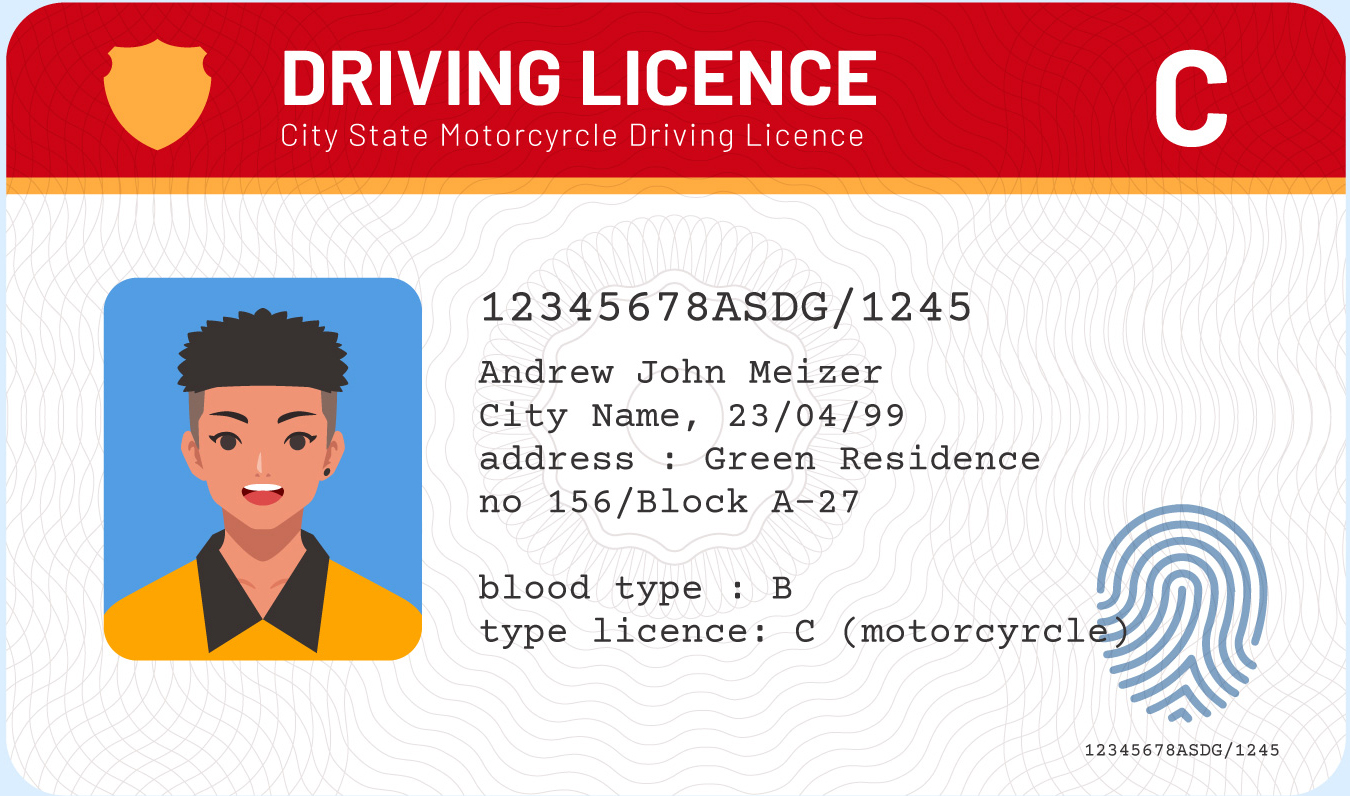 DRIVING LICENCE
City State Motorcyrcle Driving Licence
C
12345678ASDG/1245
Andrew John Meizer
City Name, 23/04/99
address : Green Residence
no 156/Block A-27
blood type : B
type licence: C (motorcyrcle)
12345678ASDG/1245